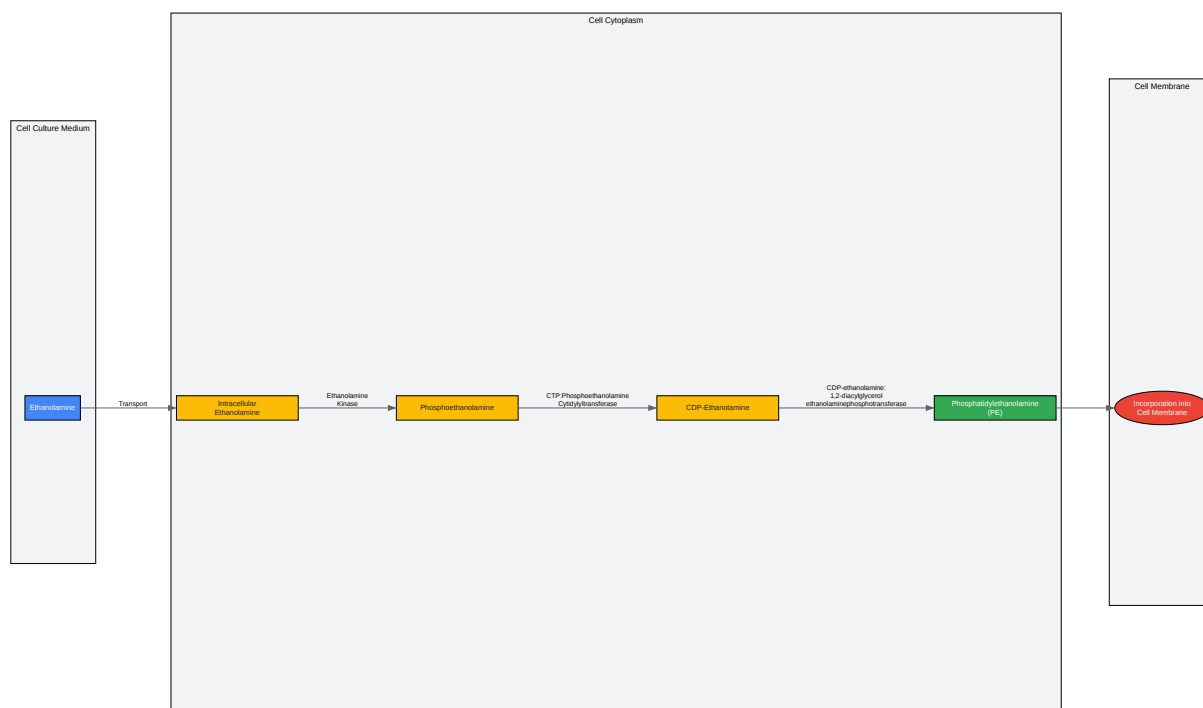 Cell Cytoplasm
Cell Membrane
Cell Culture Medium
Ethanolamine
Transport
Intracellular
Ethanolamine
Ethanolamine
Kinase
Phosphoethanolamine
CTP:Phosphoethanolamine
Cytidylyltransferase
CDP-Ethanolamine
CDP-ethanolamine:
1,2-diacylglycerol
ethanolaminephosphotransferase
Phosphatidylethanolamine
(PE)
Incorporation into
Cell Membrane